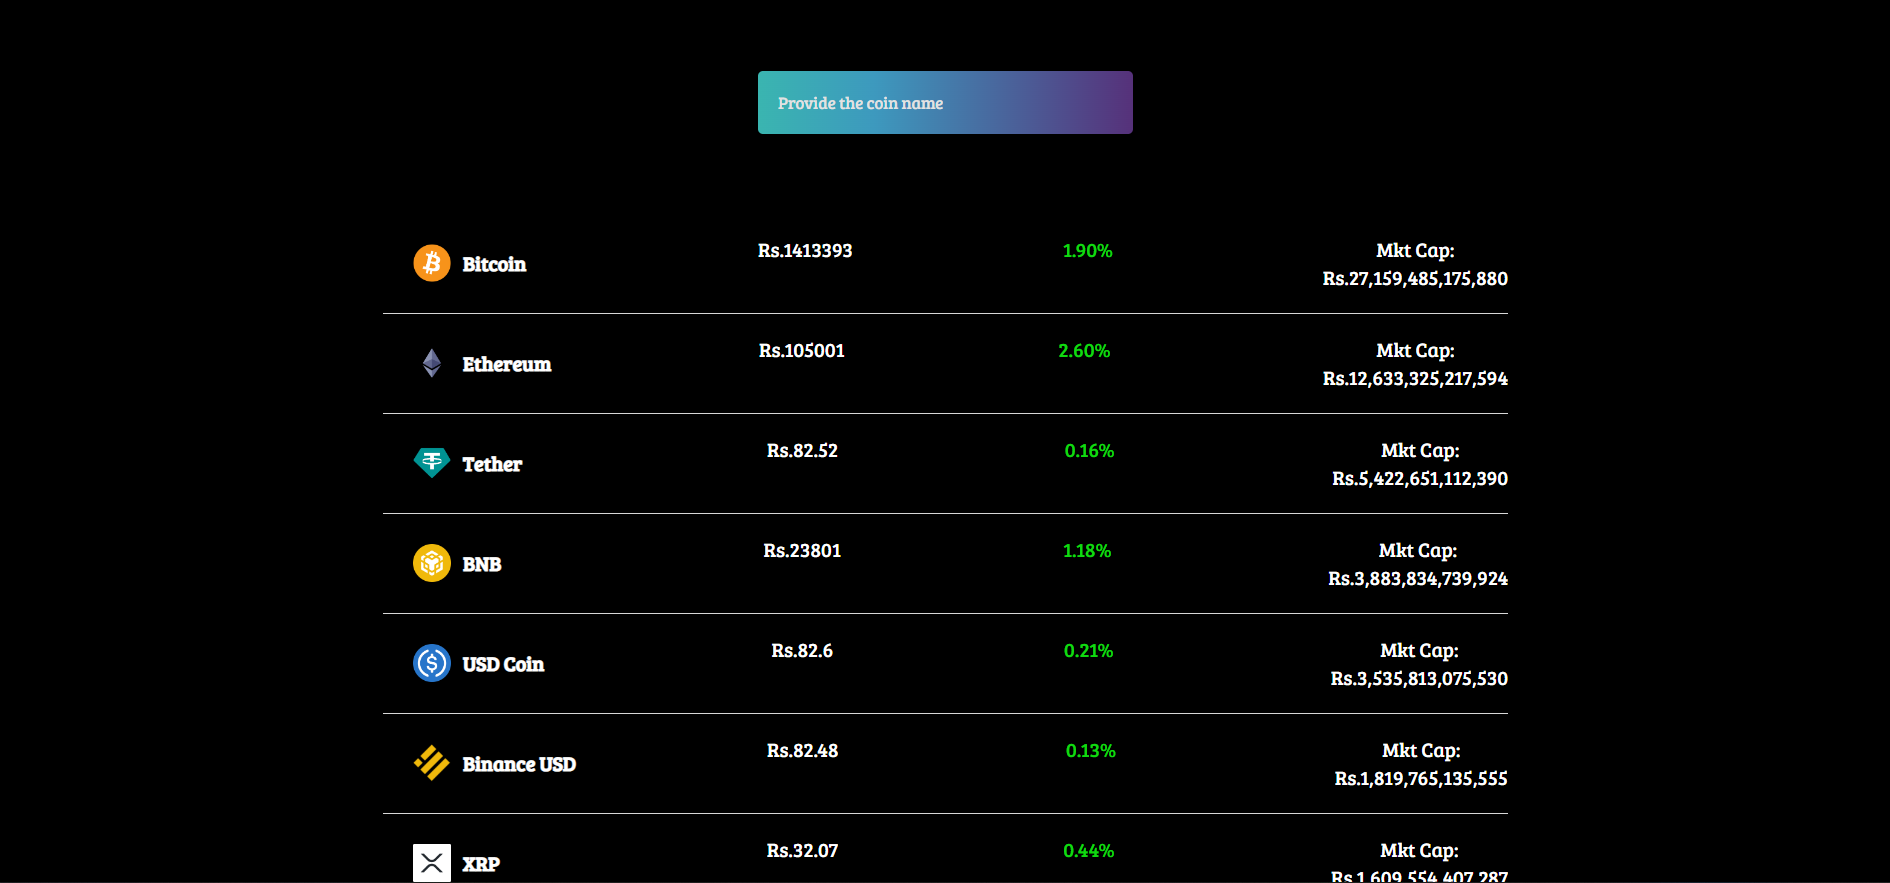 Provide the coin name
Bitcoin Rs.1413393 1.90% Mkt Cap:
Rs.27,159,485,175,880
Ethereum Rs.105001 2.60% Mkt Cap:
Rs.12,633,325,217,594
Tether Rs.82.52 0.16% Mkt Cap:
Rs.5,422,651,112,390
BNB Rs.23801 1.18% Mkt Cap:
Rs.3,883,834,739,924
USD Coin Rs.82.6 0.21% Mkt Cap:
Rs.3,535,813,075,530
Binance USD Rs.82.48 0.13% Mkt Cap:
Rs.1,819,765,135,555
XRP Rs.32.07 0.44% Mkt Cap:
Rs.1,609,554,407,287